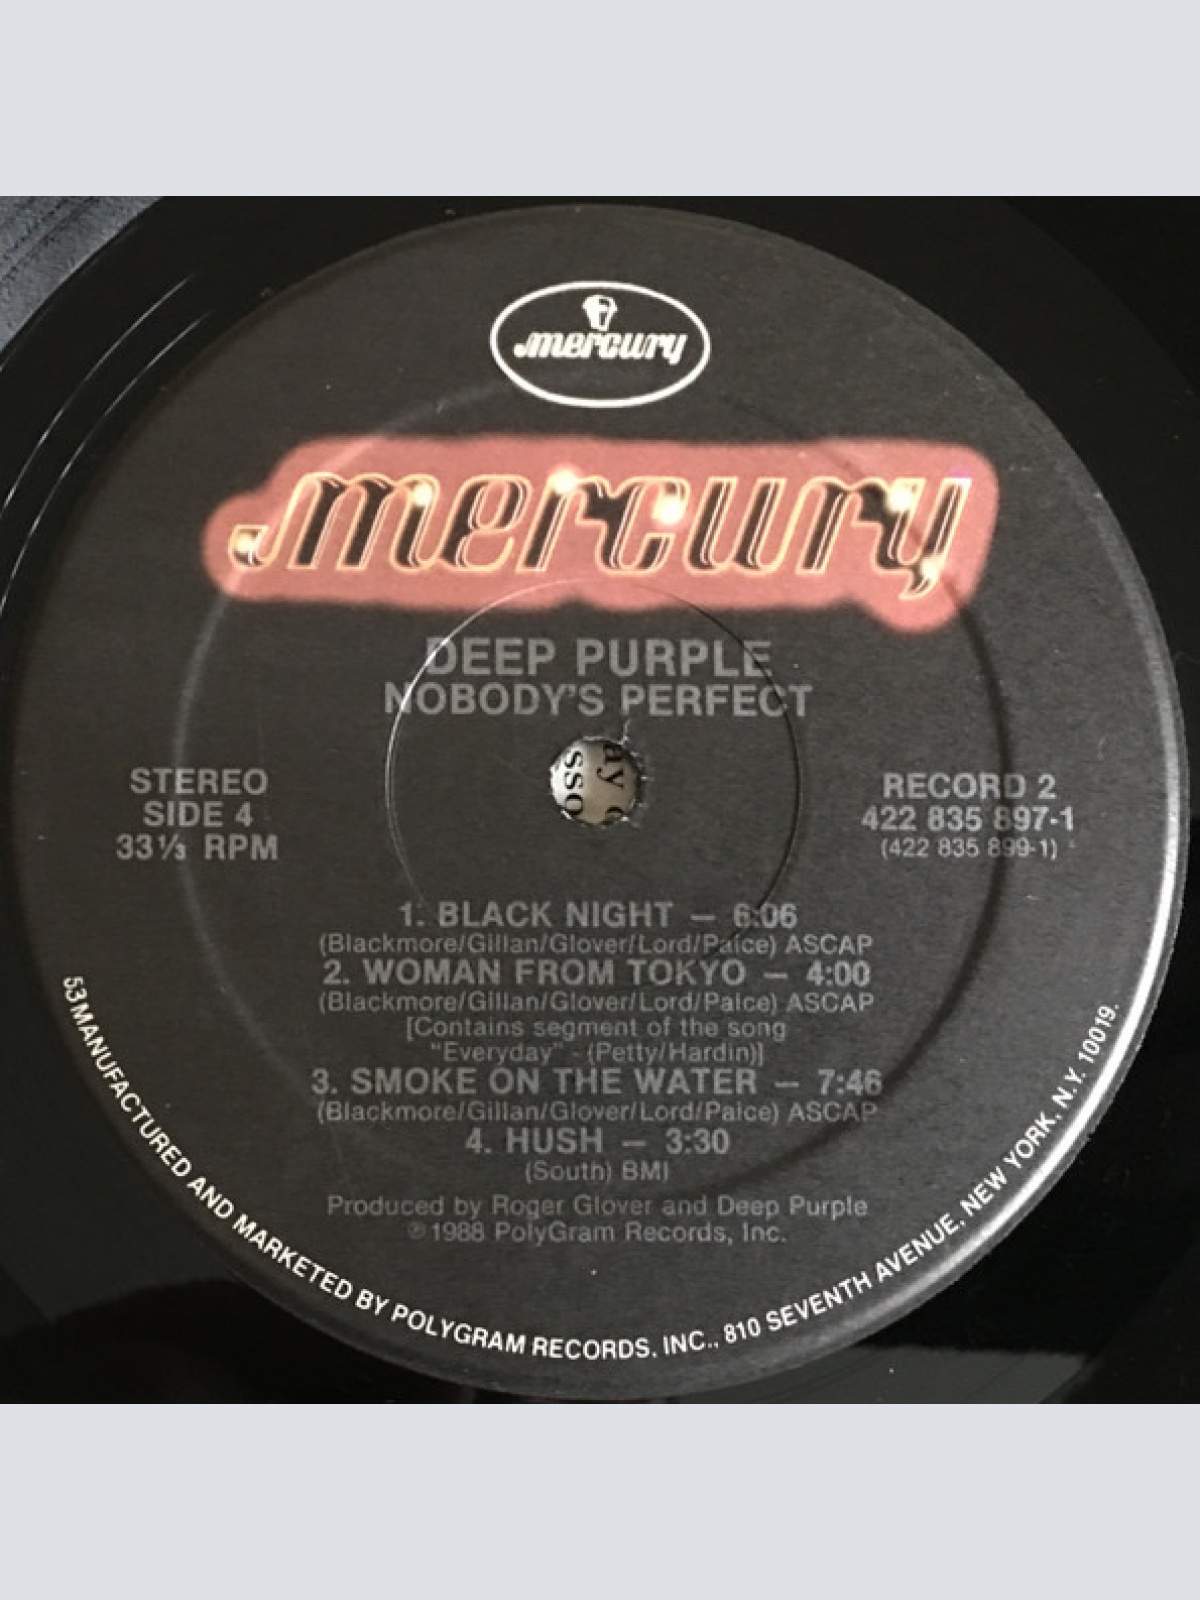 mercury
mercury
DEEP PURPLE
NOBODY'S PERFECT
STEREO
SIDE 4
33⅓ RPM
RECORD 2
422 835 897-1
(422 835 899-1)
1. BLACK NIGHT — 6:06
(Blackmore/Gillan/Glover/Lord/Paice) ASCAP
2. WOMAN FROM TOKYO — 4:00
(Blackmore/Gillan/Glover/Lord/Paice) ASCAP
[Contains segment of the song
"Everyday" - (Petty/Hardin)]
3. SMOKE ON THE WATER — 7:46
(Blackmore/Gillan/Glover/Lord/Paice) ASCAP
4. HUSH — 3:30
(South) BMI
Produced by Roger Glover and Deep Purple
℗ 1988 PolyGram Records, Inc.
53 MANUFACTURED AND MARKETED BY POLYGRAM RECORDS, INC., 810 SEVENTH AVENUE, NEW YORK, N.Y. 10019.